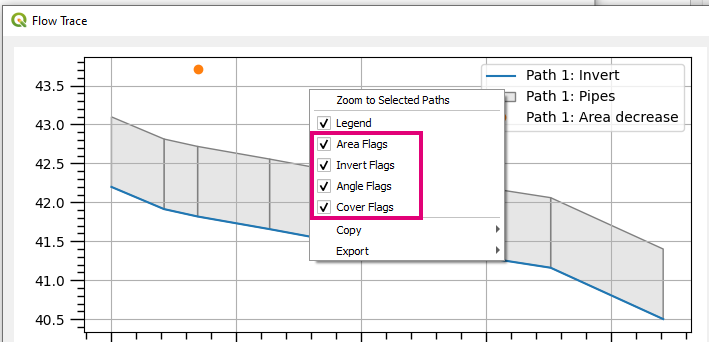 Flow Trace
43.5
43.0
42.5
42.0
41.5
41.0
40.5
Path 1: Invert
Path 1: Pipes
Path 1: Area decrease
Zoom to Selected Paths
Legend
Area Flags
Invert Flags
Angle Flags
Cover Flags
Copy
Export